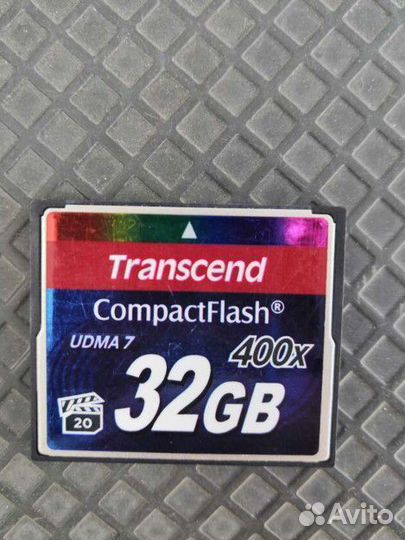 Transcend
CompactFlash®
UDMA 7
400x
32GB
20
Avito